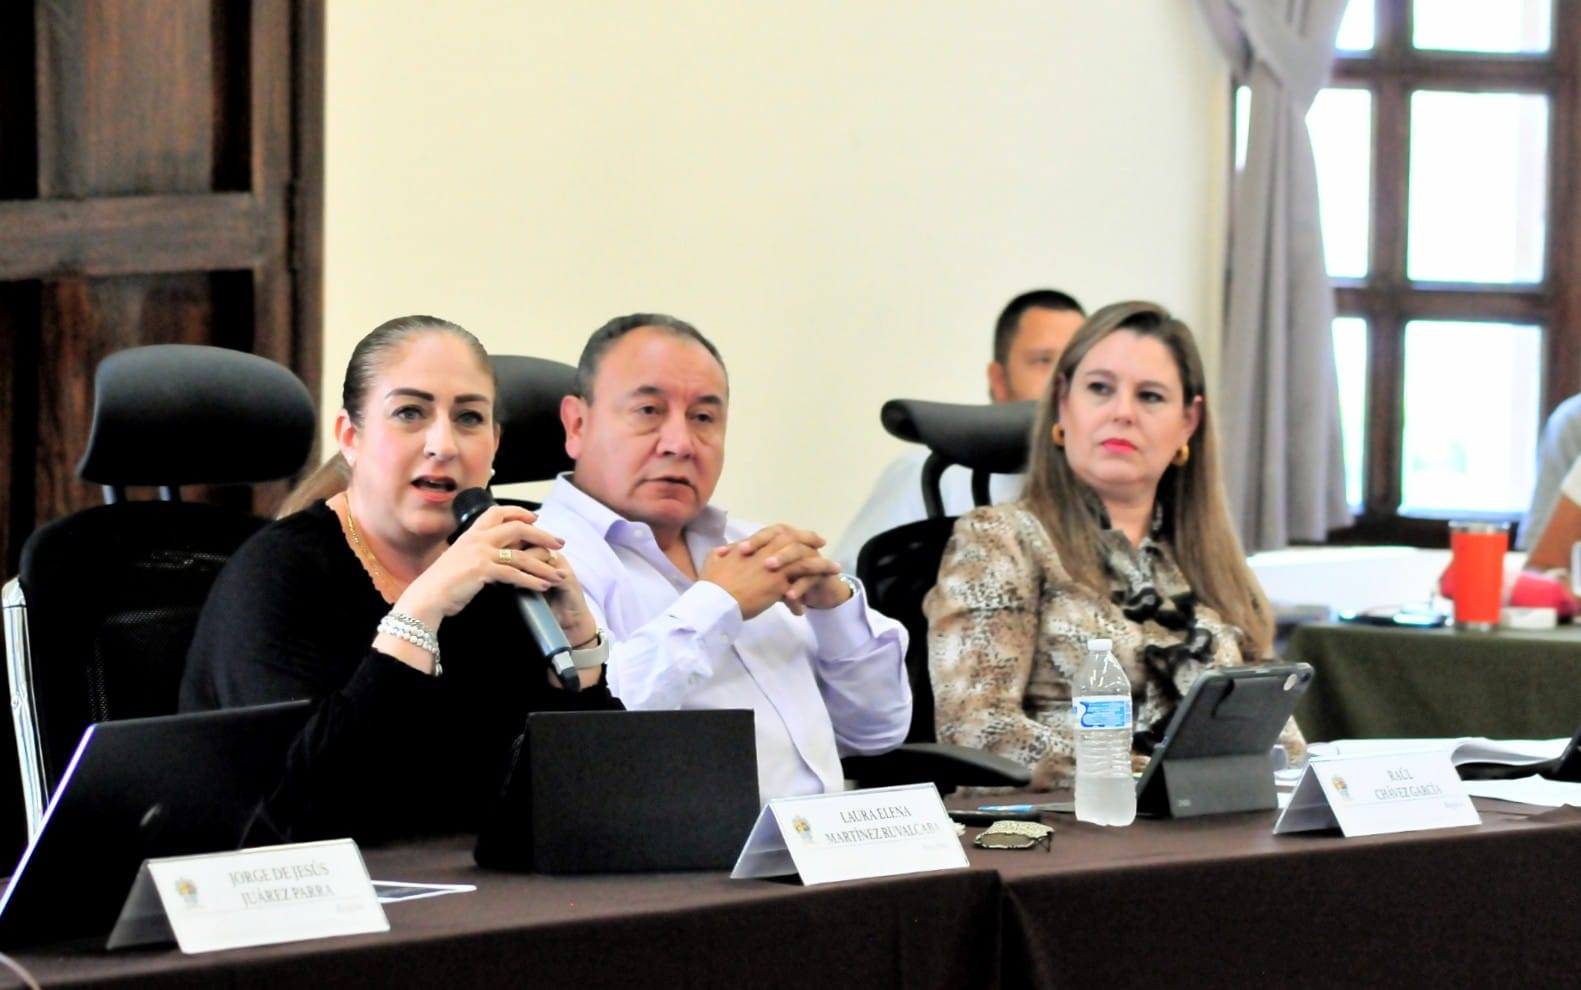 JORGE DE JESÚS
JUÁREZ PARRA
LAURA ELENA
MARTÍNEZ RUVALCABA
RAÚL
CHÁVEZ GARCÍA